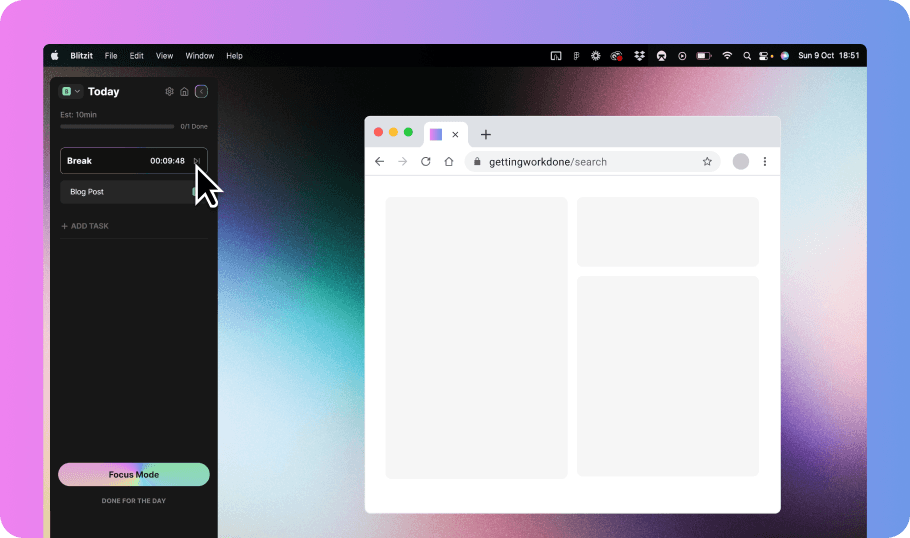 Blitzit File Edit View Window Help Sun 9 Oct 18:51
B Today
Est: 10min
0/1 Done
Break 00:09:48
Blog Post
+ ADD TASK
Focus Mode
DONE FOR THE DAY
gettingworkdone/search